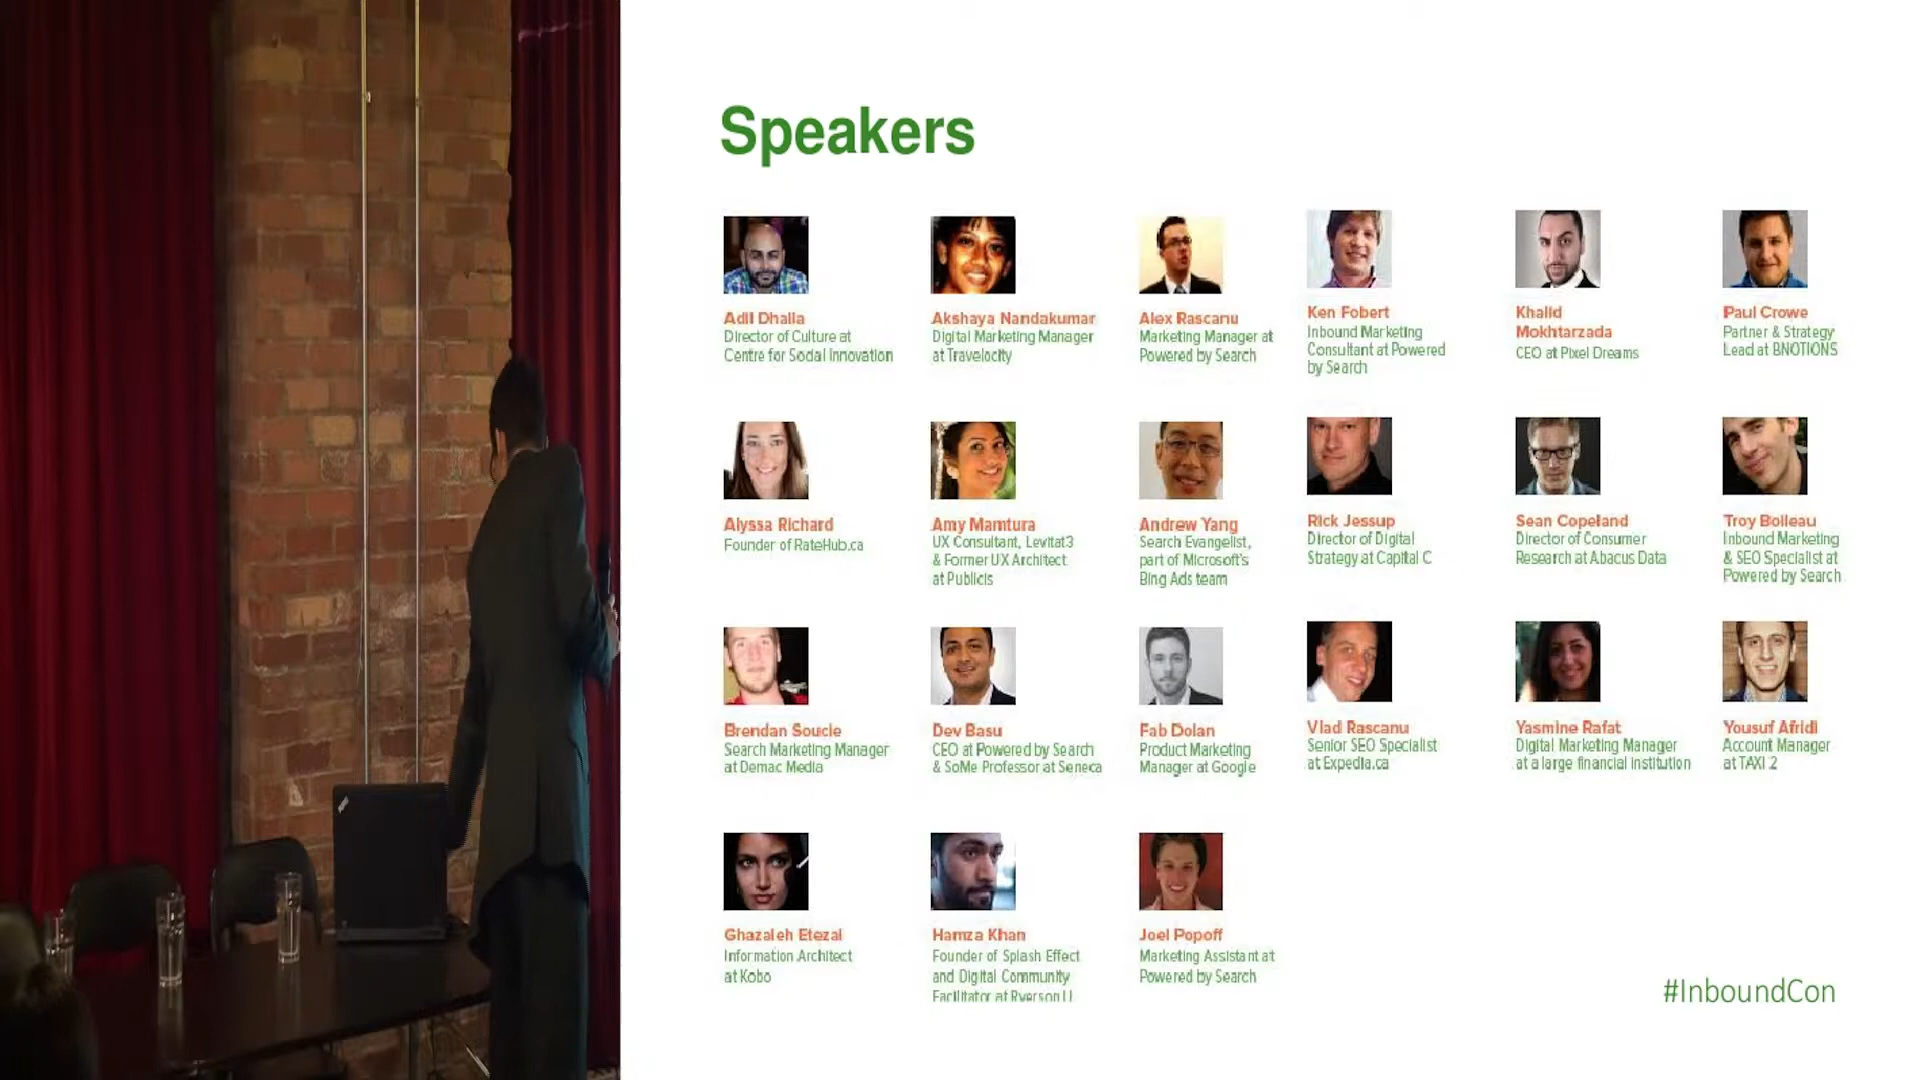 Speakers
Adil Dhalla
Director of Culture at
Centre for Social Innovation
Akshaya Nandakumar
Digital Marketing Manager
at Travelocity
Alex Rascanu
Marketing Manager at
Powered by Search
Ken Fobert
Inbound Marketing
Consultant at Powered
by Search
Khalid
Mokhtarzada
CEO at Pixel Dreams
Paul Crowe
Partner & Strategy
Lead at BNOTIONS
Alyssa Richard
Founder of RateHub.ca
Amy Mamtura
UX Consultant, Levitat3
& Former UX Architect
at Publicis
Andrew Yang
Search Evangelist,
part of Microsoft's
Bing Ads team
Rick Jessup
Director of Digital
Strategy at Capital C
Sean Copeland
Director of Consumer
Research at Abacus Data
Troy Boileau
Inbound Marketing
& SEO Specialist at
Powered by Search
Brendan Soucie
Search Marketing Manager
at Demac Media
Dev Basu
CEO at Powered by Search
& SoMe Professor at Seneca
Fab Dolan
Product Marketing
Manager at Google
Vlad Rascanu
Senior SEO Specialist
at Expedia.ca
Yasmine Rafat
Digital Marketing Manager
at a large financial institution
Yousuf Afridi
Account Manager
at TAXI 2
Ghazaleh Etezal
Information Architect
at Kobo
Hamza Khan
Founder of Splash Effect
and Digital Community
Facilitator at Ryerson U.
Joel Popoff
Marketing Assistant at
Powered by Search
#InboundCon